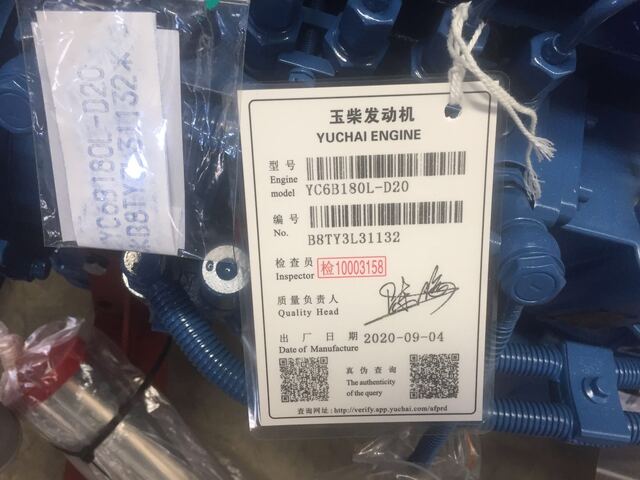 玉柴发动机
YUCHAI ENGINE
型号
Engine model YC6B180L-D20
编号
No. B8TY3L31132
检查员
Inspector 检10003158
质量负责人
Quality Head
出厂日期 2020-09-04
Date of Manufacture
真伪查询
The authenticity
of the query
查询网址:http://verify.app.yuchai.com/afprd
YC6B180L-D20
*B8TY3L31132*